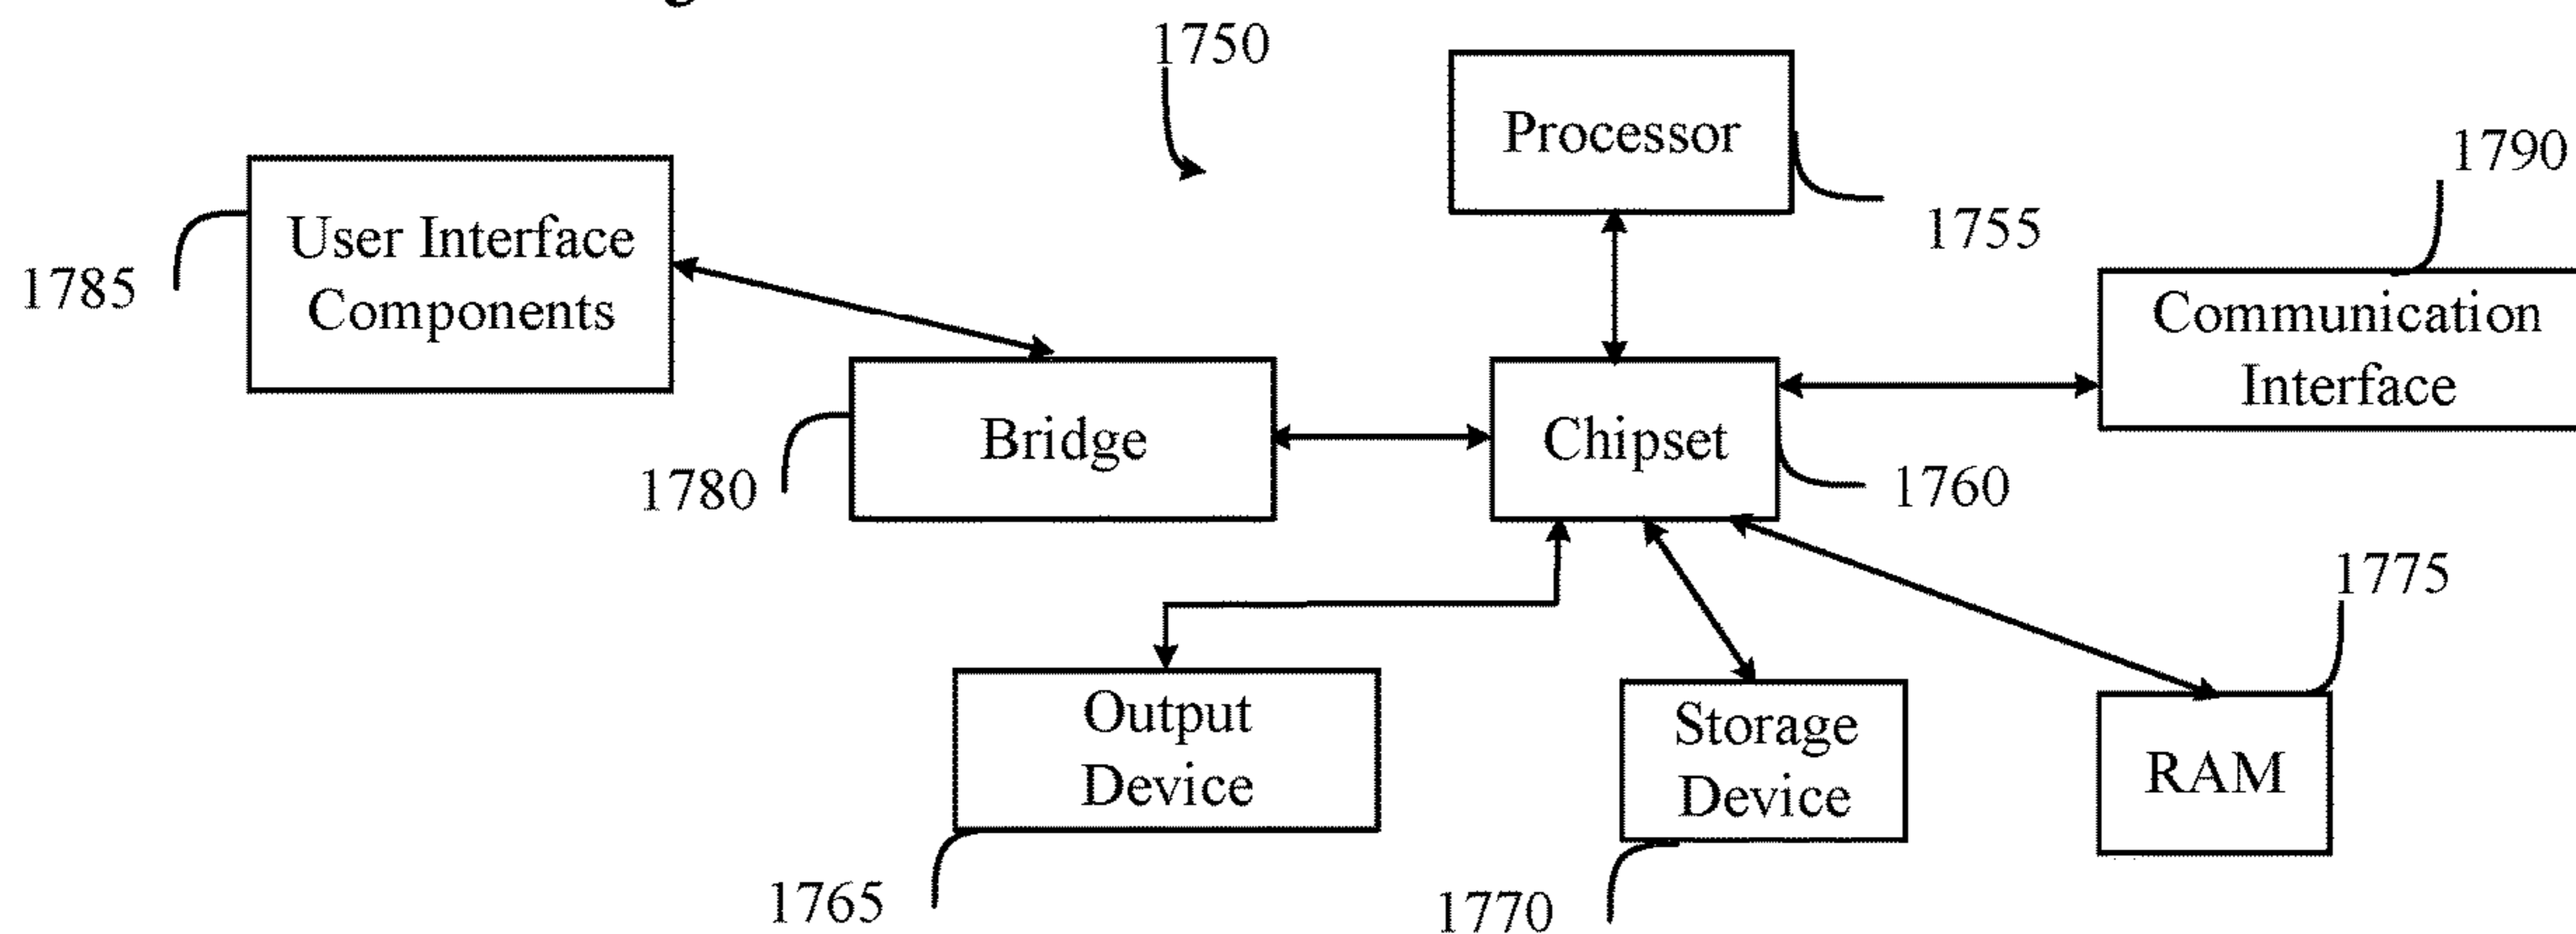 1750
Processor
1790
1755
User Interface
Components
1785
Communication
Interface
Bridge
Chipset
1780
1760
1775
Output
Device
Storage
Device
RAM
1765
1770